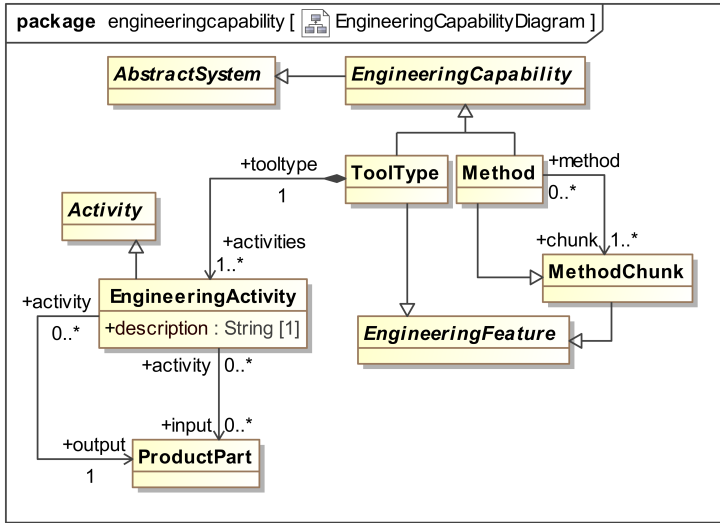 package engineeringcapability [ EngineeringCapabilityDiagram ]
AbstractSystem
EngineeringCapability
+tooltype
1
ToolType
Method
+method
0..*
Activity
+activities
1..*
+chunk
1..*
MethodChunk
EngineeringActivity
+description : String [1]
+activity
0..*
EngineeringFeature
+activity
0..*
+input
0..*
+output
1
ProductPart